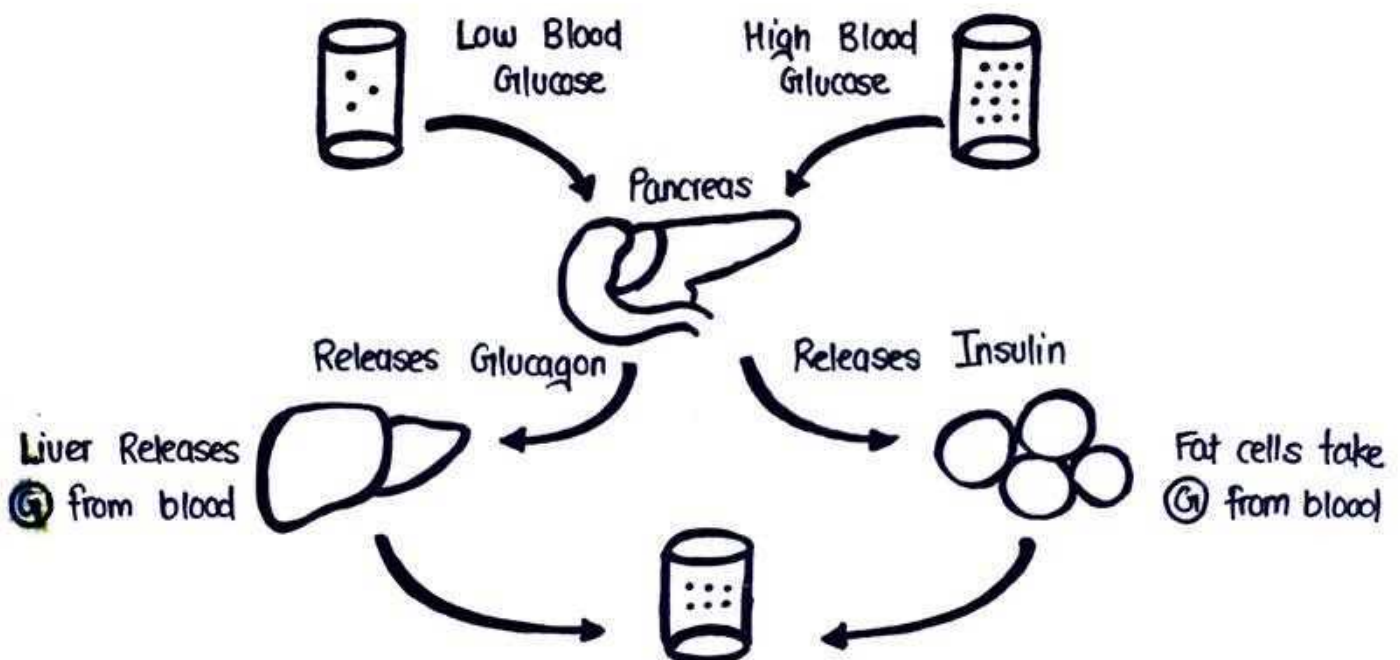 Low Blood
Glucose
High Blood
Glucose
Pancreas
Releases Glucagon
Releases Insulin
Liver Releases
G from blood
Fat cells take
G from blood